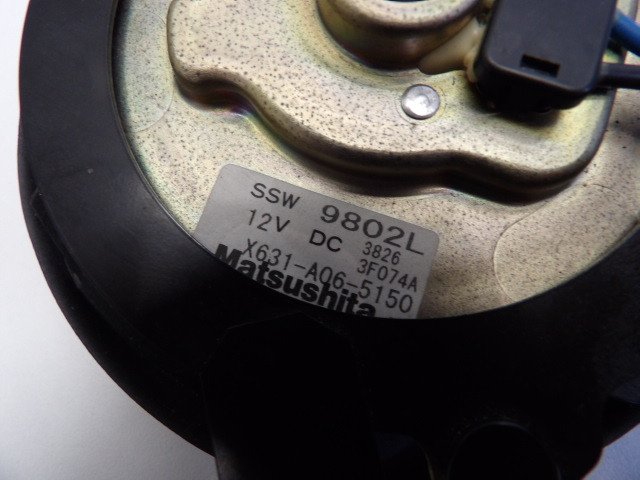 SSW 9802L
12V DC 3826
3F074A
X631-A06-5150
Matsushita